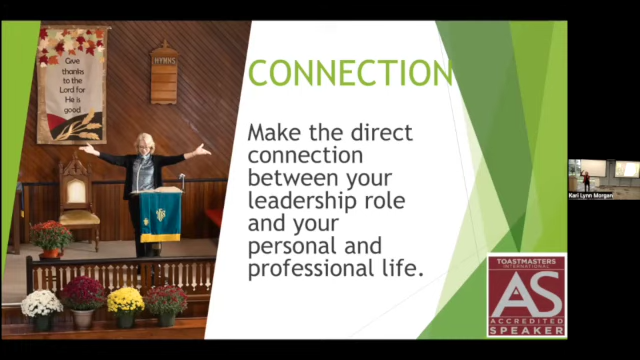 Give
thanks
to the
Lord for
He is
good
HYMNS
CONNECTION
Make the direct
connection
between your
leadership role
and your
personal and
professional life.
TOASTMASTERS
INTERNATIONAL
AS
ACCREDITED
SPEAKER
Kari Lynn Morgan